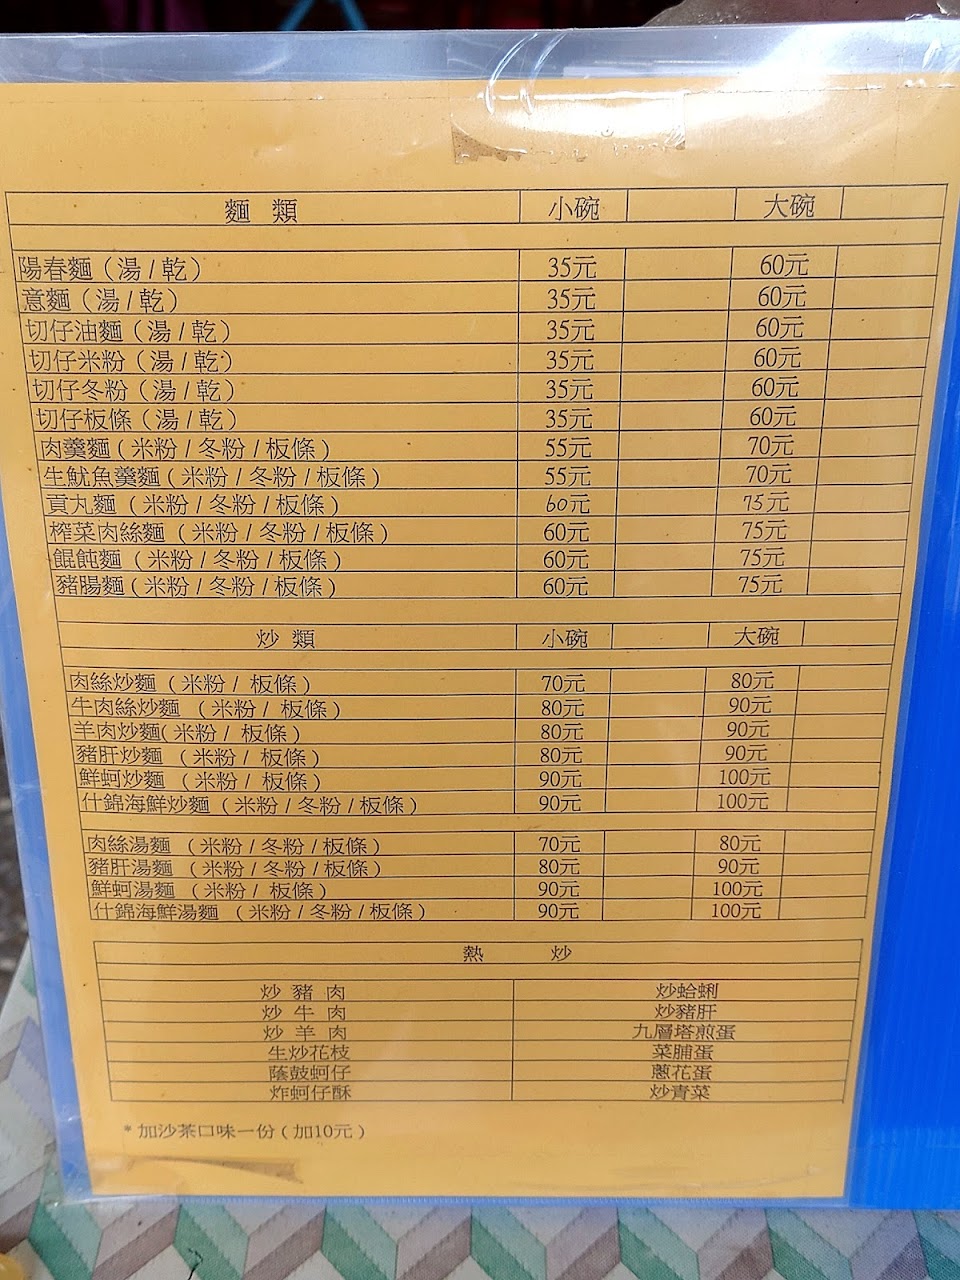 麵 類 小碗 大碗
陽春麵（湯/乾） 35元 60元
意麵（湯/乾） 35元 60元
切仔油麵（湯/乾） 35元 60元
切仔米粉（湯/乾） 35元 60元
切仔冬粉（湯/乾） 35元 60元
切仔板條（湯/乾） 35元 60元
肉羹麵(米粉/冬粉/板條) 55元 70元
生魷魚羹麵(米粉/冬粉/板條) 55元 70元
貢丸麵 (米粉/冬粉/板條) 60元 75元
榨菜肉絲麵 (米粉/冬粉/板條) 60元 75元
餛飩麵 (米粉/冬粉/板條) 60元 75元
豬腸麵(米粉/冬粉/板條) 60元 75元
炒 類 小碗 大碗
肉絲炒麵 (米粉/ 板條) 70元 80元
牛肉絲炒麵 (米粉/ 板條) 80元 90元
羊肉炒麵(米粉/ 板條) 80元 90元
豬肝炒麵 (米粉/ 板條) 80元 90元
鮮蚵炒麵 (米粉/ 板條) 90元 100元
什錦海鮮炒麵 (米粉/冬粉/板條) 90元 100元
肉絲湯麵 (米粉/冬粉/板條) 70元 80元
豬肝湯麵 (米粉/冬粉/板條) 80元 90元
鮮蚵湯麵 (米粉/ 板條) 90元 100元
什錦海鮮湯麵 (米粉/冬粉/板條) 90元 100元
熱 炒
炒 豬 肉 炒蛤蜊
炒 牛 肉 炒豬肝
炒 羊 肉 九層塔煎蛋
生炒花枝 菜脯蛋
蔭鼓蚵仔 蔥花蛋
炸蚵仔酥 炒青菜
* 加沙茶口味一份(加10元)